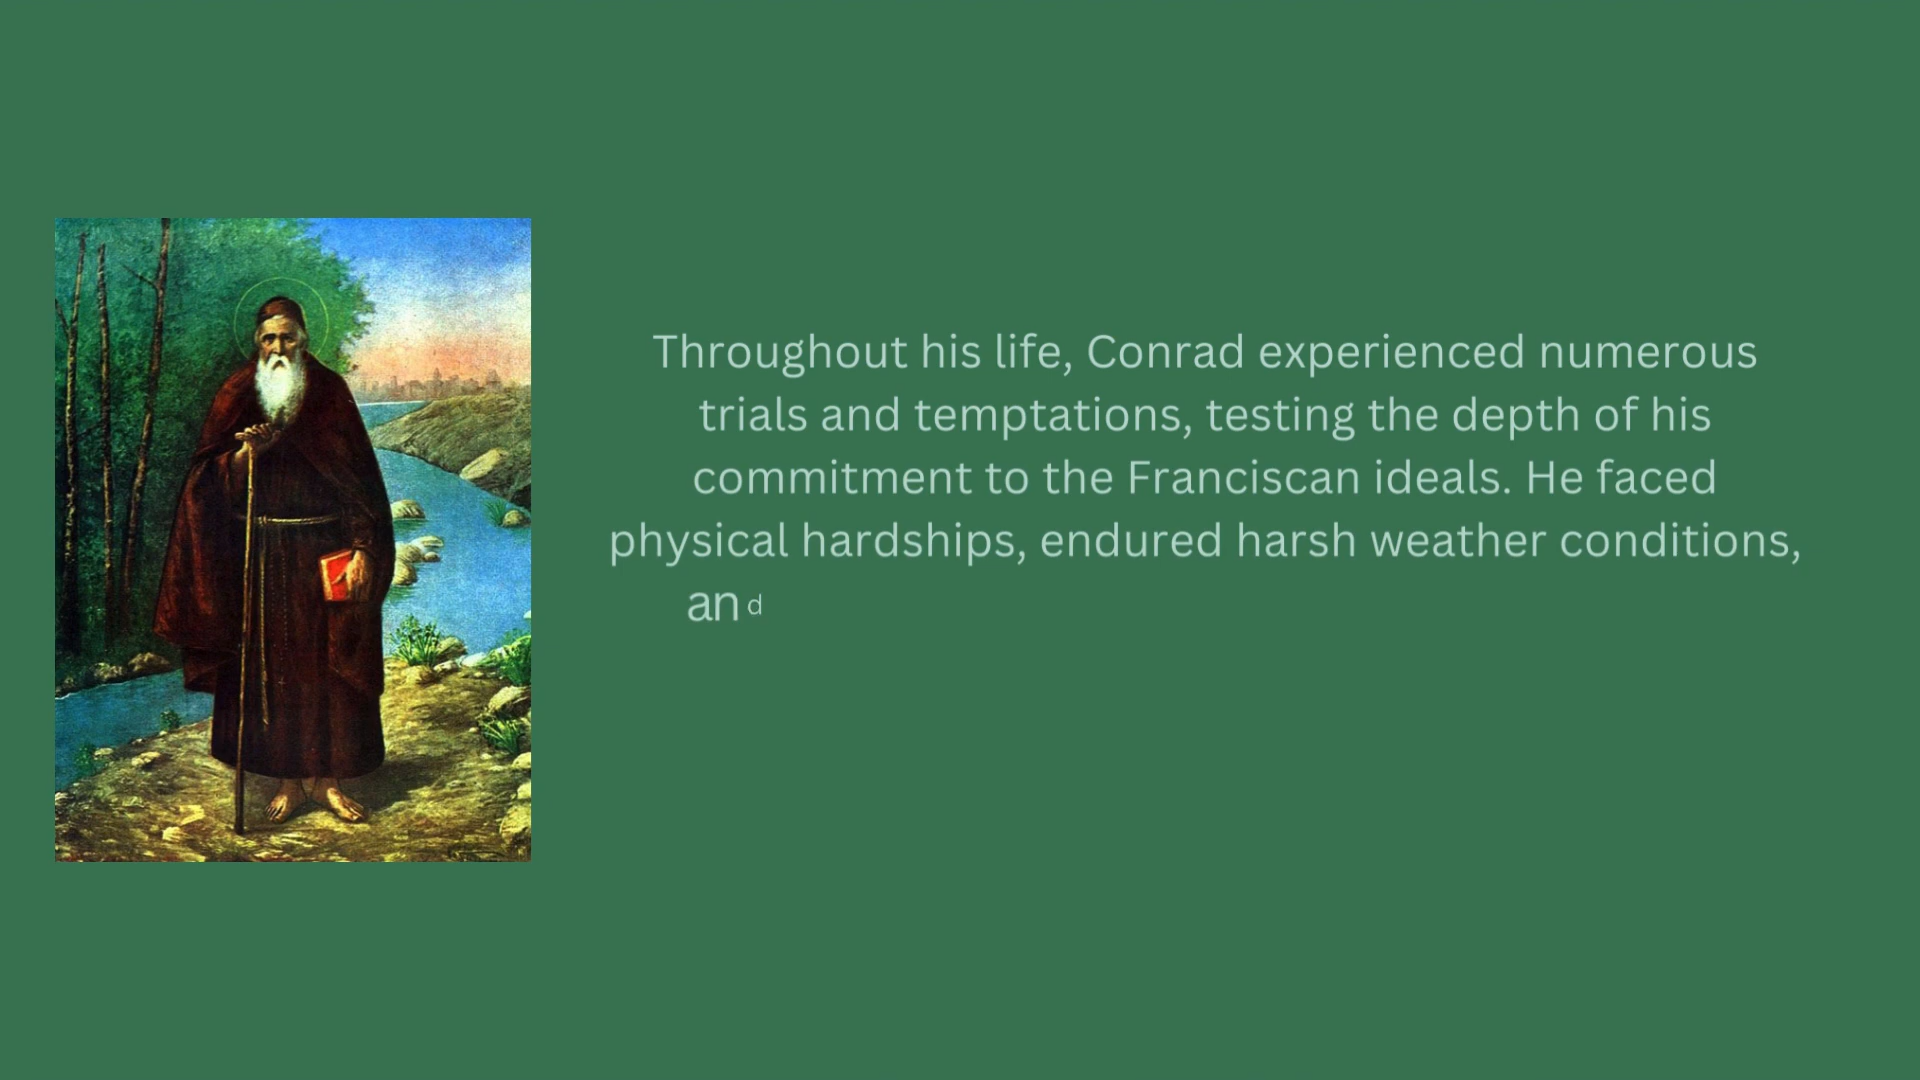 Throughout his life, Conrad experienced numerous
trials and temptations, testing the depth of his
commitment to the Franciscan ideals. He faced
physical hardships, endured harsh weather conditions,
and